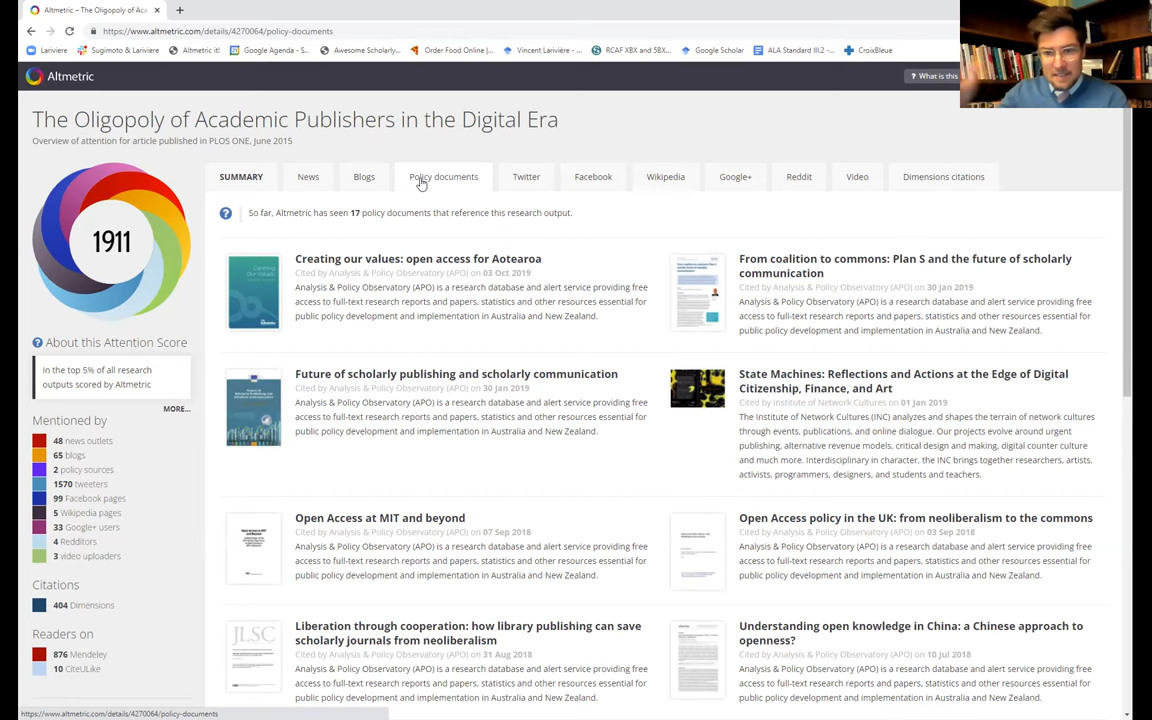 Altmetric – The Oligopoly of Aca
https://www.altmetric.com/details/4270064/policy-documents
Lariviere
Sugimoto & Lariviere
Altmetric it!
Google Agenda - S...
Awesome Scholarly...
Order Food Online |...
Vincent Larivière -...
RCAF XBX and 5BX...
Google Scholar
ALA Standard III.2 -...
CroixBleue
Altmetric
? What is this
The Oligopoly of Academic Publishers in the Digital Era
Overview of attention for article published in PLOS ONE, June 2015
SUMMARY
News
Blogs
Policy documents
Twitter
Facebook
Wikipedia
Google+
Reddit
Video
Dimensions citations
1911
? So far, Altmetric has seen 17 policy documents that reference this research output.
? About this Attention Score
In the top 5% of all research
outputs scored by Altmetric
MORE...
Mentioned by
48 news outlets
65 blogs
2 policy sources
1570 tweeters
99 Facebook pages
5 Wikipedia pages
33 Google+ users
4 Redditors
3 video uploaders
Citations
404 Dimensions
Readers on
876 Mendeley
10 CiteULike
Creating our values: open access for Aotearoa
Cited by Analysis & Policy Observatory (APO) on 03 Oct 2019
Analysis & Policy Observatory (APO) is a research database and alert service providing free
access to full-text research reports and papers, statistics and other resources essential for
public policy development and implementation in Australia and New Zealand.
From coalition to commons: Plan S and the future of scholarly
communication
Cited by Analysis & Policy Observatory (APO) on 30 Jan 2019
Analysis & Policy Observatory (APO) is a research database and alert service providing free
access to full-text research reports and papers, statistics and other resources essential for
public policy development and implementation in Australia and New Zealand.
Future of scholarly publishing and scholarly communication
Cited by Analysis & Policy Observatory (APO) on 30 Jan 2019
Analysis & Policy Observatory (APO) is a research database and alert service providing free
access to full-text research reports and papers, statistics and other resources essential for
public policy development and implementation in Australia and New Zealand.
State Machines: Reflections and Actions at the Edge of Digital
Citizenship, Finance, and Art
Cited by Institute of Network Cultures on 01 Jan 2019
The Institute of Network Cultures (INC) analyzes and shapes the terrain of network cultures
through events, publications, and online dialogue. Our projects evolve around urgent
publishing, alternative revenue models, critical design and making, digital counter culture
and much more. Interdisciplinary in character, the INC brings together researchers, artists,
activists, programmers, designers, and students and teachers.
Open Access at MIT and beyond
Cited by Analysis & Policy Observatory (APO) on 07 Sep 2018
Analysis & Policy Observatory (APO) is a research database and alert service providing free
access to full-text research reports and papers, statistics and other resources essential for
public policy development and implementation in Australia and New Zealand.
Open Access policy in the UK: from neoliberalism to the commons
Cited by Analysis & Policy Observatory (APO) on 03 Sep 2018
Analysis & Policy Observatory (APO) is a research database and alert service providing free
access to full-text research reports and papers, statistics and other resources essential for
public policy development and implementation in Australia and New Zealand.
JLSC
Liberation through cooperation: how library publishing can save
scholarly journals from neoliberalism
Cited by Analysis & Policy Observatory (APO) on 31 Aug 2018
Analysis & Policy Observatory (APO) is a research database and alert service providing free
access to full-text research reports and papers, statistics and other resources essential for
public policy development and implementation in Australia and New Zealand.
Understanding open knowledge in China: a Chinese approach to
openness?
Cited by Analysis & Policy Observatory (APO) on 10 Jul 2018
Analysis & Policy Observatory (APO) is a research database and alert service providing free
access to full-text research reports and papers, statistics and other resources essential for
public policy development and implementation in Australia and New Zealand.
https://www.altmetric.com/details/4270064/policy-documents